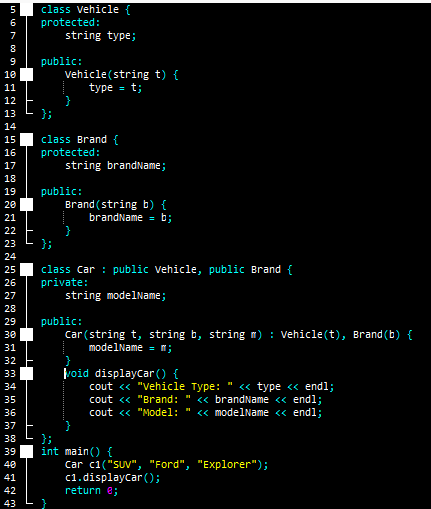 5 class Vehicle {
6 protected:
7 string type;
8
9 public:
10 Vehicle(string t) {
11 type = t;
12 }
13 };
14
15 class Brand {
16 protected:
17 string brandName;
18
19 public:
20 Brand(string b) {
21 brandName = b;
22 }
23 };
24
25 class Car : public Vehicle, public Brand {
26 private:
27 string modelName;
28
29 public:
30 Car(string t, string b, string m) : Vehicle(t), Brand(b) {
31 modelName = m;
32 }
33 void displayCar() {
34 cout << "Vehicle Type: " << type << endl;
35 cout << "Brand: " << brandName << endl;
36 cout << "Model: " << modelName << endl;
37 }
38 };
39 int main() {
40 Car c1("SUV", "Ford", "Explorer");
41 c1.displayCar();
42 return 0;
43 }